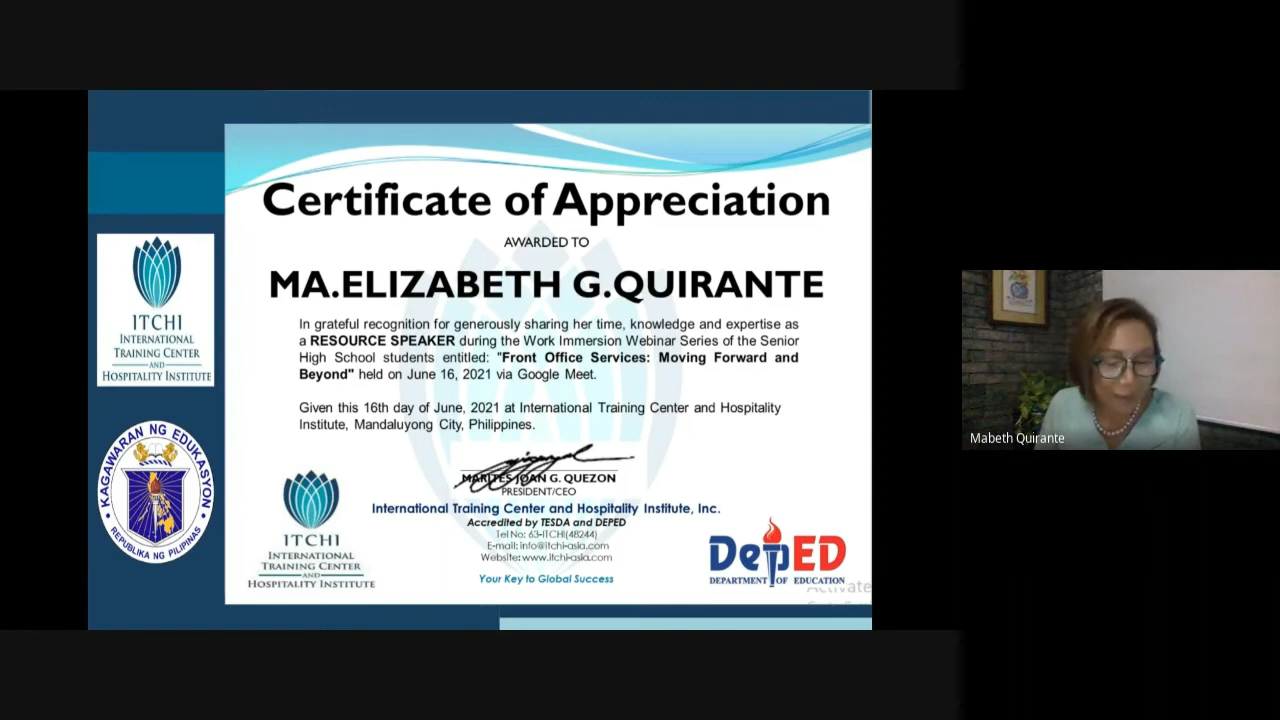 Certificate of Appreciation
AWARDED TO
MA.ELIZABETH G.QUIRANTE
In grateful recognition for generously sharing her time, knowledge and expertise as
a RESOURCE SPEAKER during the Work Immersion Webinar Series of the Senior
High School students entitled: "Front Office Services: Moving Forward and
Beyond" held on June 16, 2021 via Google Meet.
Given this 16th day of June, 2021 at International Training Center and Hospitality
Institute, Mandaluyong City, Philippines.
MARITES JOAN G. QUEZON
PRESIDENT/CEO
International Training Center and Hospitality Institute, Inc.
Accredited by TESDA and DEPED
Tel No: 63-ITCHI(48244)
E-mail: info@itchi-asia.com
Website: www.itchi-asia.com
Your Key to Global Success
ITCHI
INTERNATIONAL
TRAINING CENTER
AND
HOSPITALITY INSTITUTE
DepED
DEPARTMENT OF EDUCATION
Activate
ITCHI
INTERNATIONAL
TRAINING CENTER
AND
HOSPITALITY INSTITUTE
KAGAWARAN NG EDUKASYON
REPUBLIKA NG PILIPINAS
Mabeth Quirante